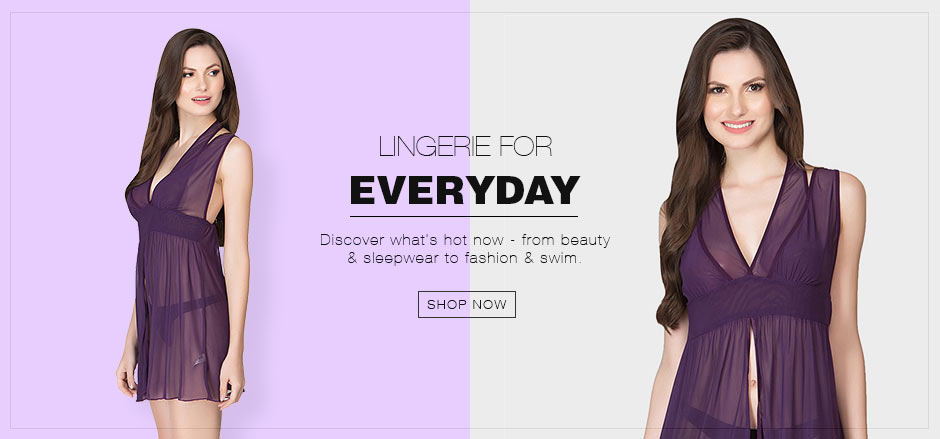 LINGERIE FOR
EVERYDAY
Discover what's hot now - from beauty
& sleepwear to fashion & swim.
SHOP NOW